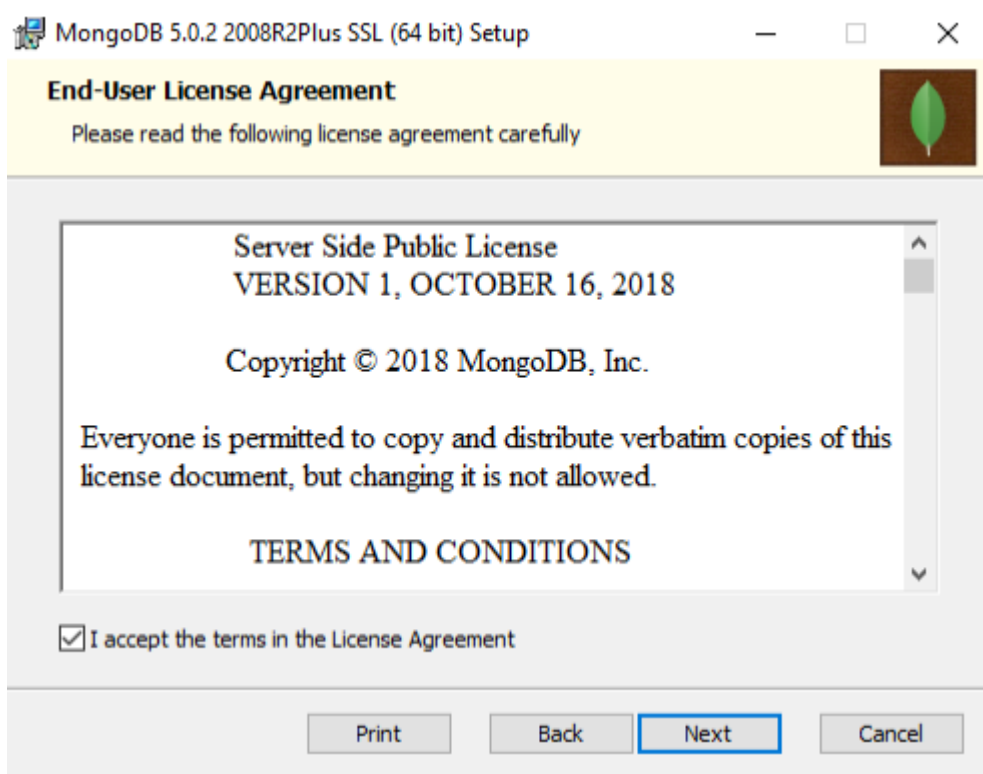 MongoDB 5.0.2 2008R2Plus SSL (64 bit) Setup
End-User License Agreement
Please read the following license agreement carefully
Server Side Public License
VERSION 1, OCTOBER 16, 2018
Copyright © 2018 MongoDB, Inc.
Everyone is permitted to copy and distribute verbatim copies of this
license document, but changing it is not allowed.
TERMS AND CONDITIONS
I accept the terms in the License Agreement
Print Back Next Cancel